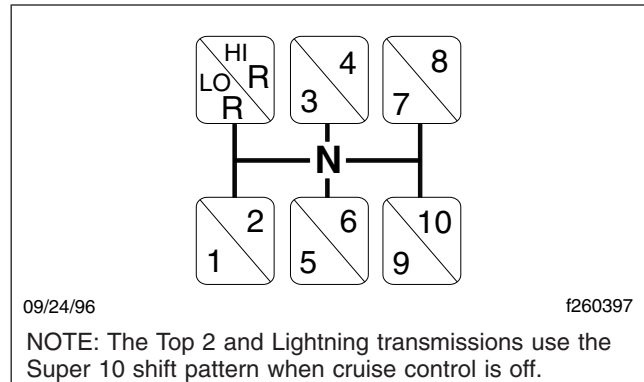 HI R
LO R
3 4
7 8
N
1 2
5 6
9 10
09/24/96 f260397
NOTE: The Top 2 and Lightning transmissions use the
Super 10 shift pattern when cruise control is off.